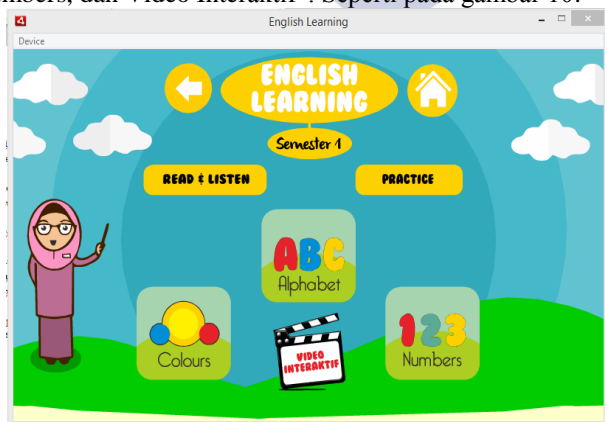 mbers, dan Video Interaktif". Seperti pada gambar 10.
English Learning
Device
ENGLISH
LEARNING
Semester 1
READ & LISTEN
PRACTICE
ABC
Alphabet
Colours
VIDEO
INTERAKTIF
123
Numbers